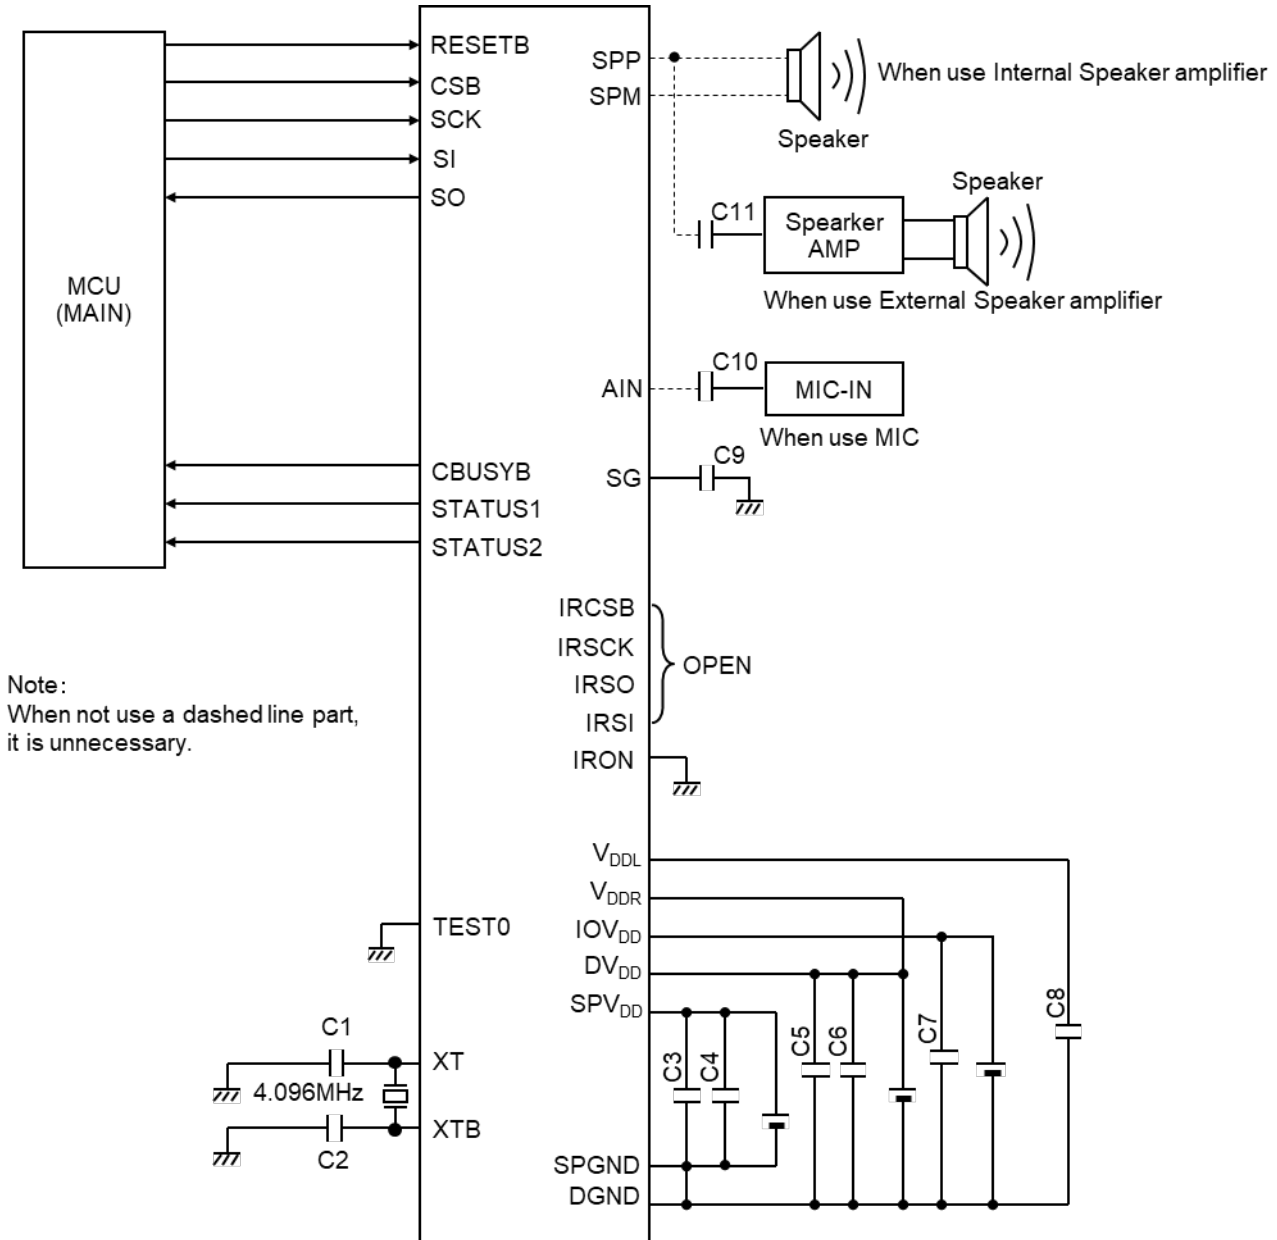 RESETB
CSB
SCK
SI
SO
MCU
(MAIN)
CBUSYB
STATUS1
STATUS2
SPP
SPM
When use Internal Speaker amplifier
Speaker
Speaker
C11
Spearker
AMP
When use External Speaker amplifier
AIN
C10
MIC-IN
When use MIC
SG
C9
IRCSB
IRSCK
IRSO
IRSI
OPEN
IRON
Note:
When not use a dashed line part,
it is unnecessary.
TEST0
C1
XT
4.096MHz
XTB
C2
VDDL
VDDR
IOVDD
DVDD
SPVDD
C3
C4
C5
C6
C7
C8
SPGND
DGND